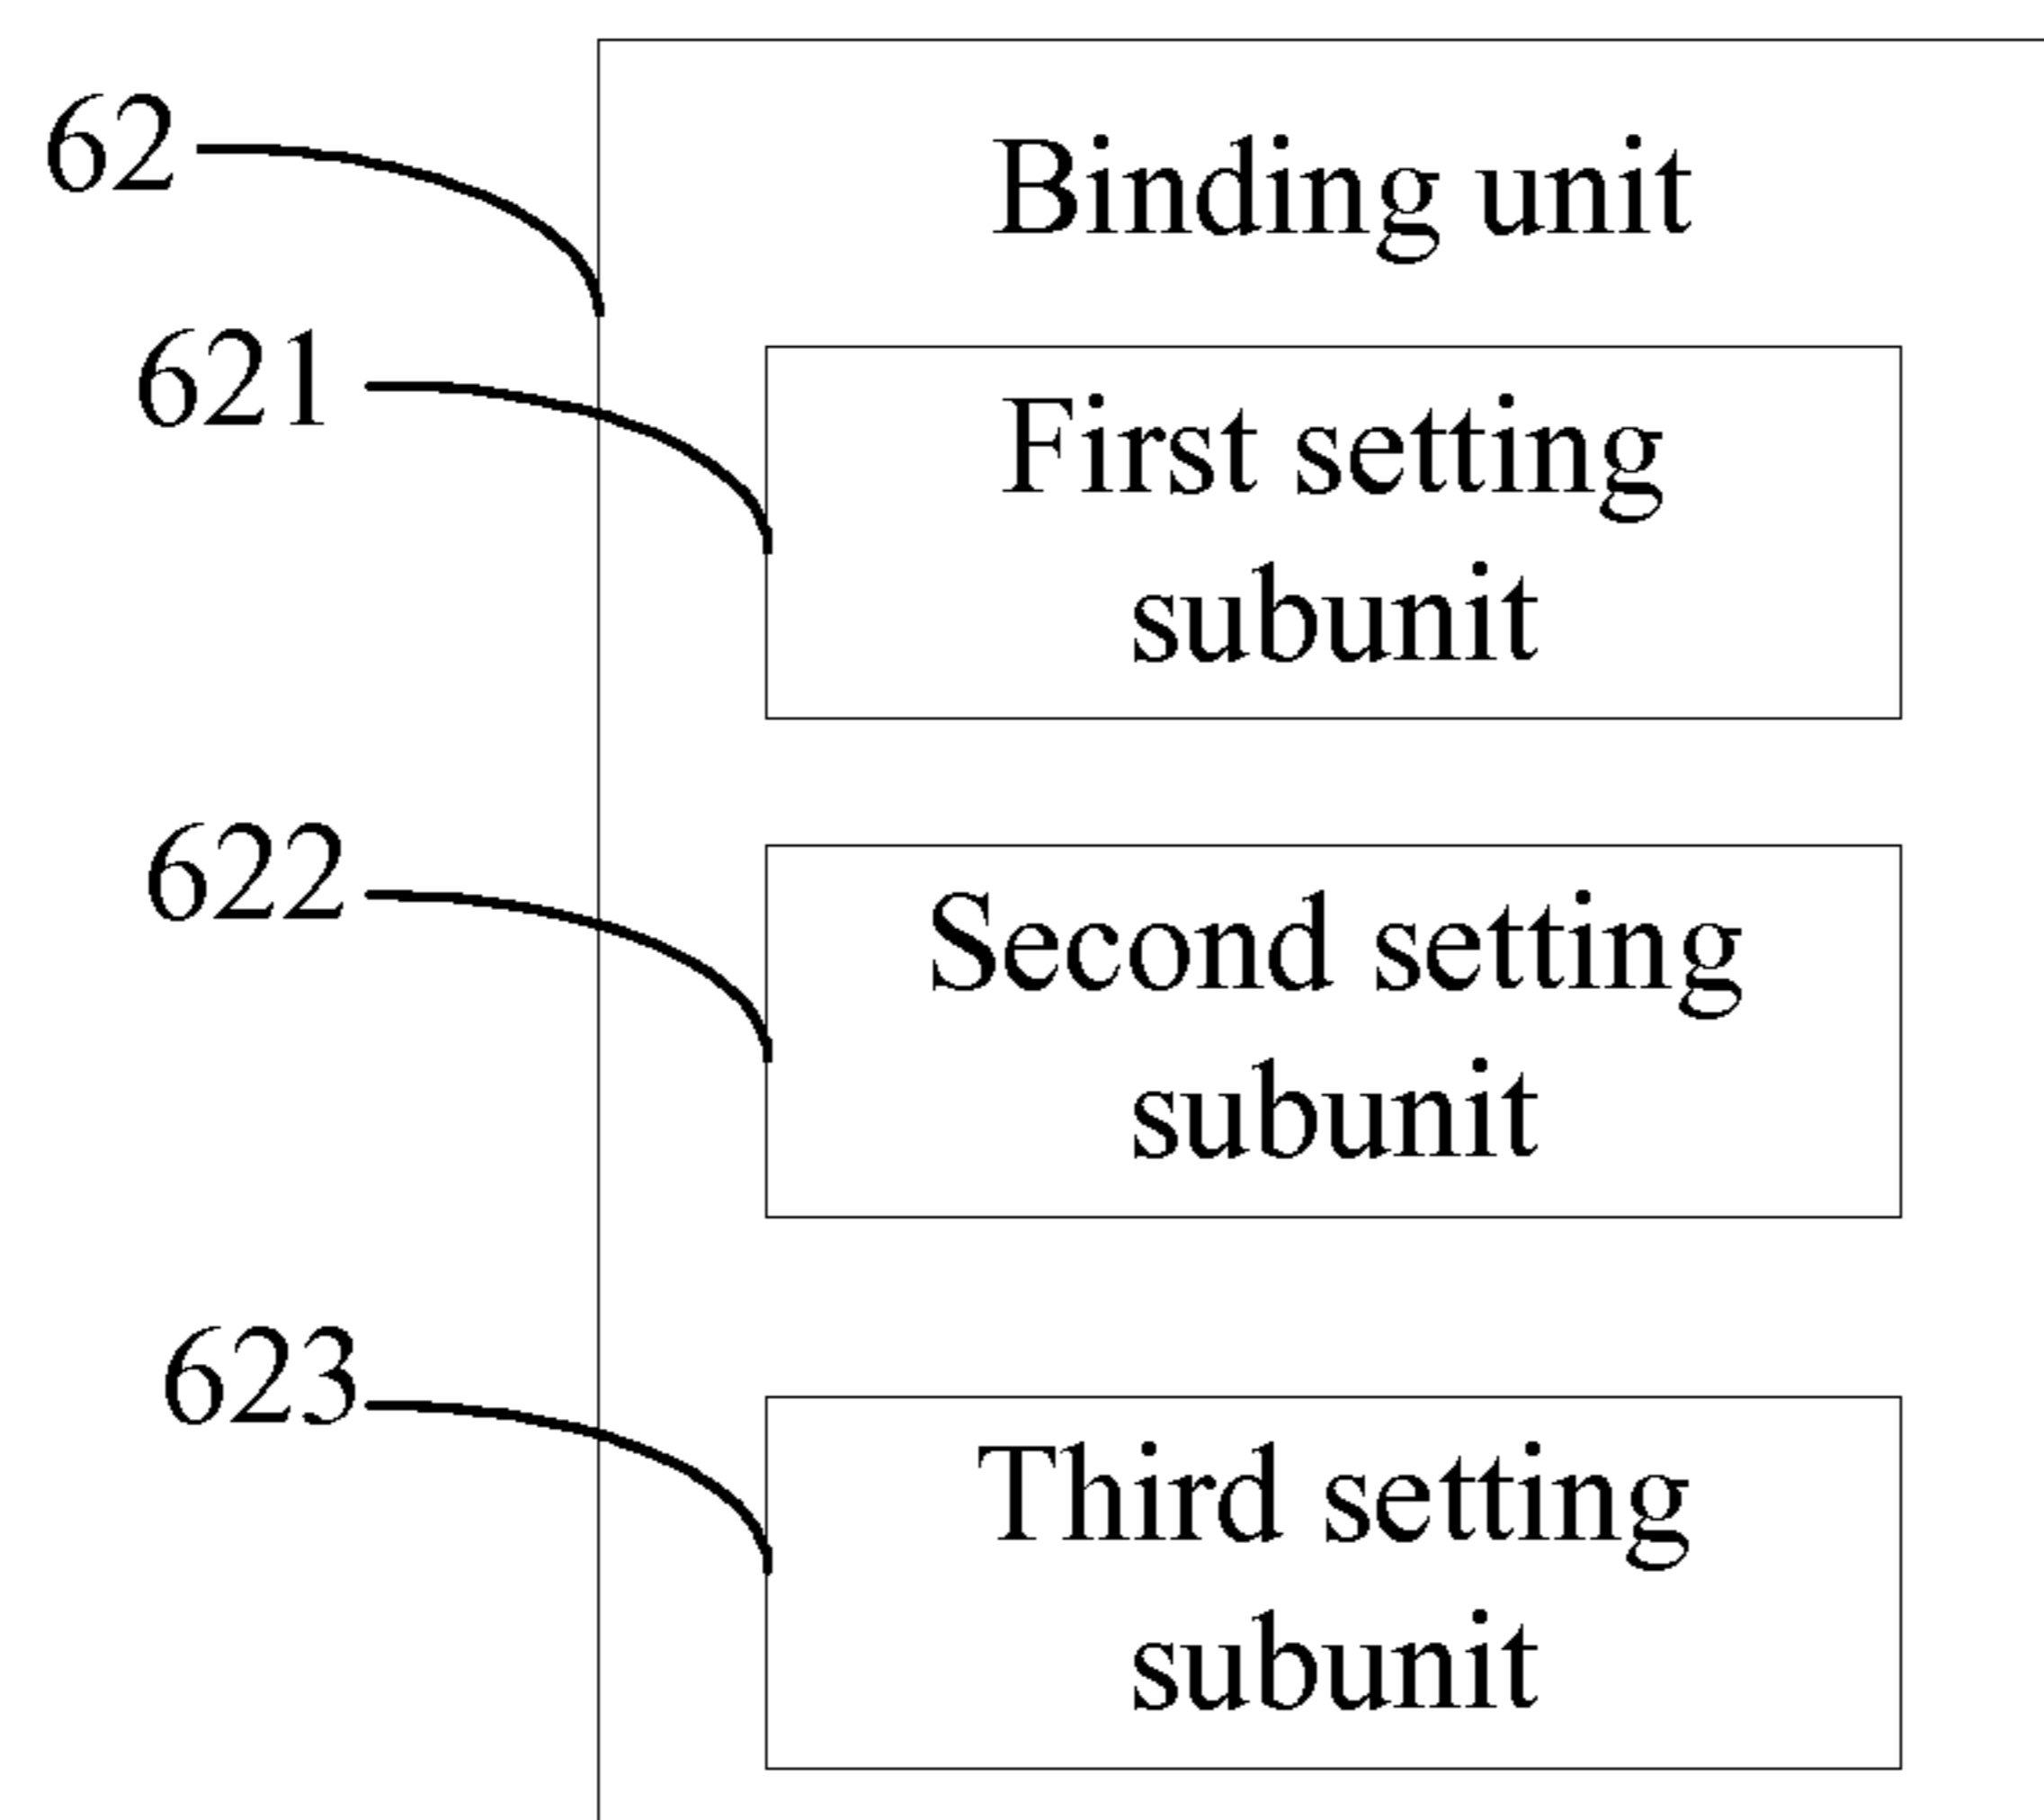 62
Binding unit
621
First setting
subunit
622
Second setting
subunit
623
Third setting
subunit